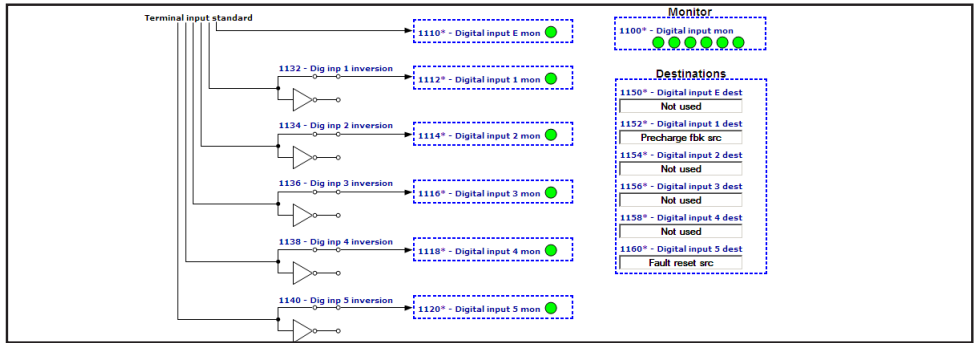 Terminal input standard
1110* - Digital input E mon
1132 - Dig inp 1 inversion
1112* - Digital input 1 mon
1134 - Dig inp 2 inversion
1114* - Digital input 2 mon
1136 - Dig inp 3 inversion
1116* - Digital input 3 mon
1138 - Dig inp 4 inversion
1118* - Digital input 4 mon
1140 - Dig inp 5 inversion
1120* - Digital input 5 mon
Monitor
1100* - Digital input mon
Destinations
1150* - Digital input E dest
Not used
1152* - Digital input 1 dest
Precharge fbk src
1154* - Digital input 2 dest
Not used
1156* - Digital input 3 dest
Not used
1158* - Digital input 4 dest
Not used
1160* - Digital input 5 dest
Fault reset src